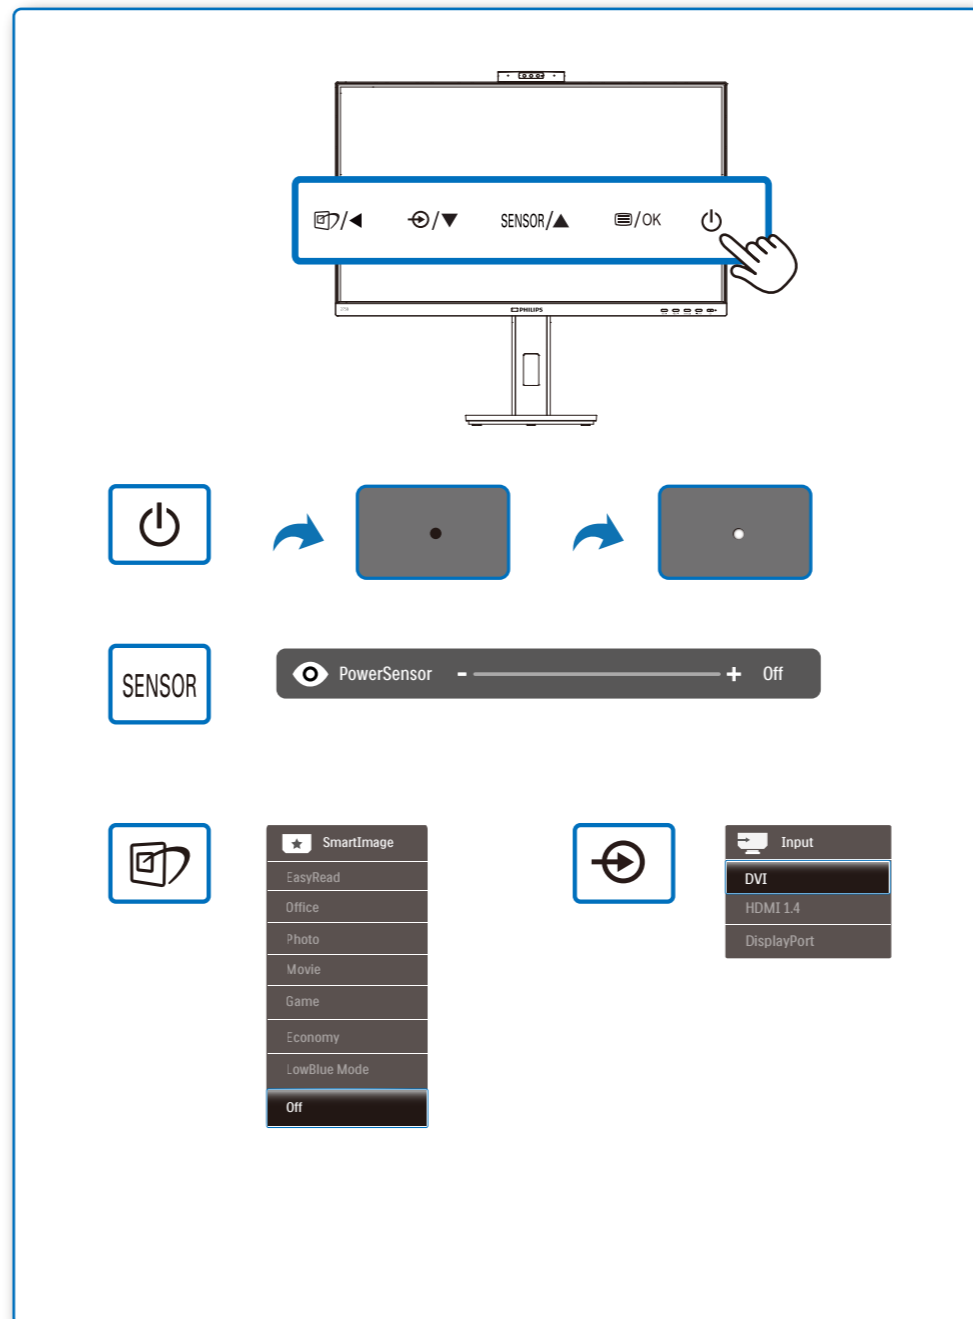 /◀ /▼ SENSOR/▲ /OK
PHILIPS
SENSOR
PowerSensor - + Off
SmartImage
EasyRead
Office
Photo
Movie
Game
Economy
LowBlue Mode
Off
Input
DVI
HDMI 1.4
DisplayPort